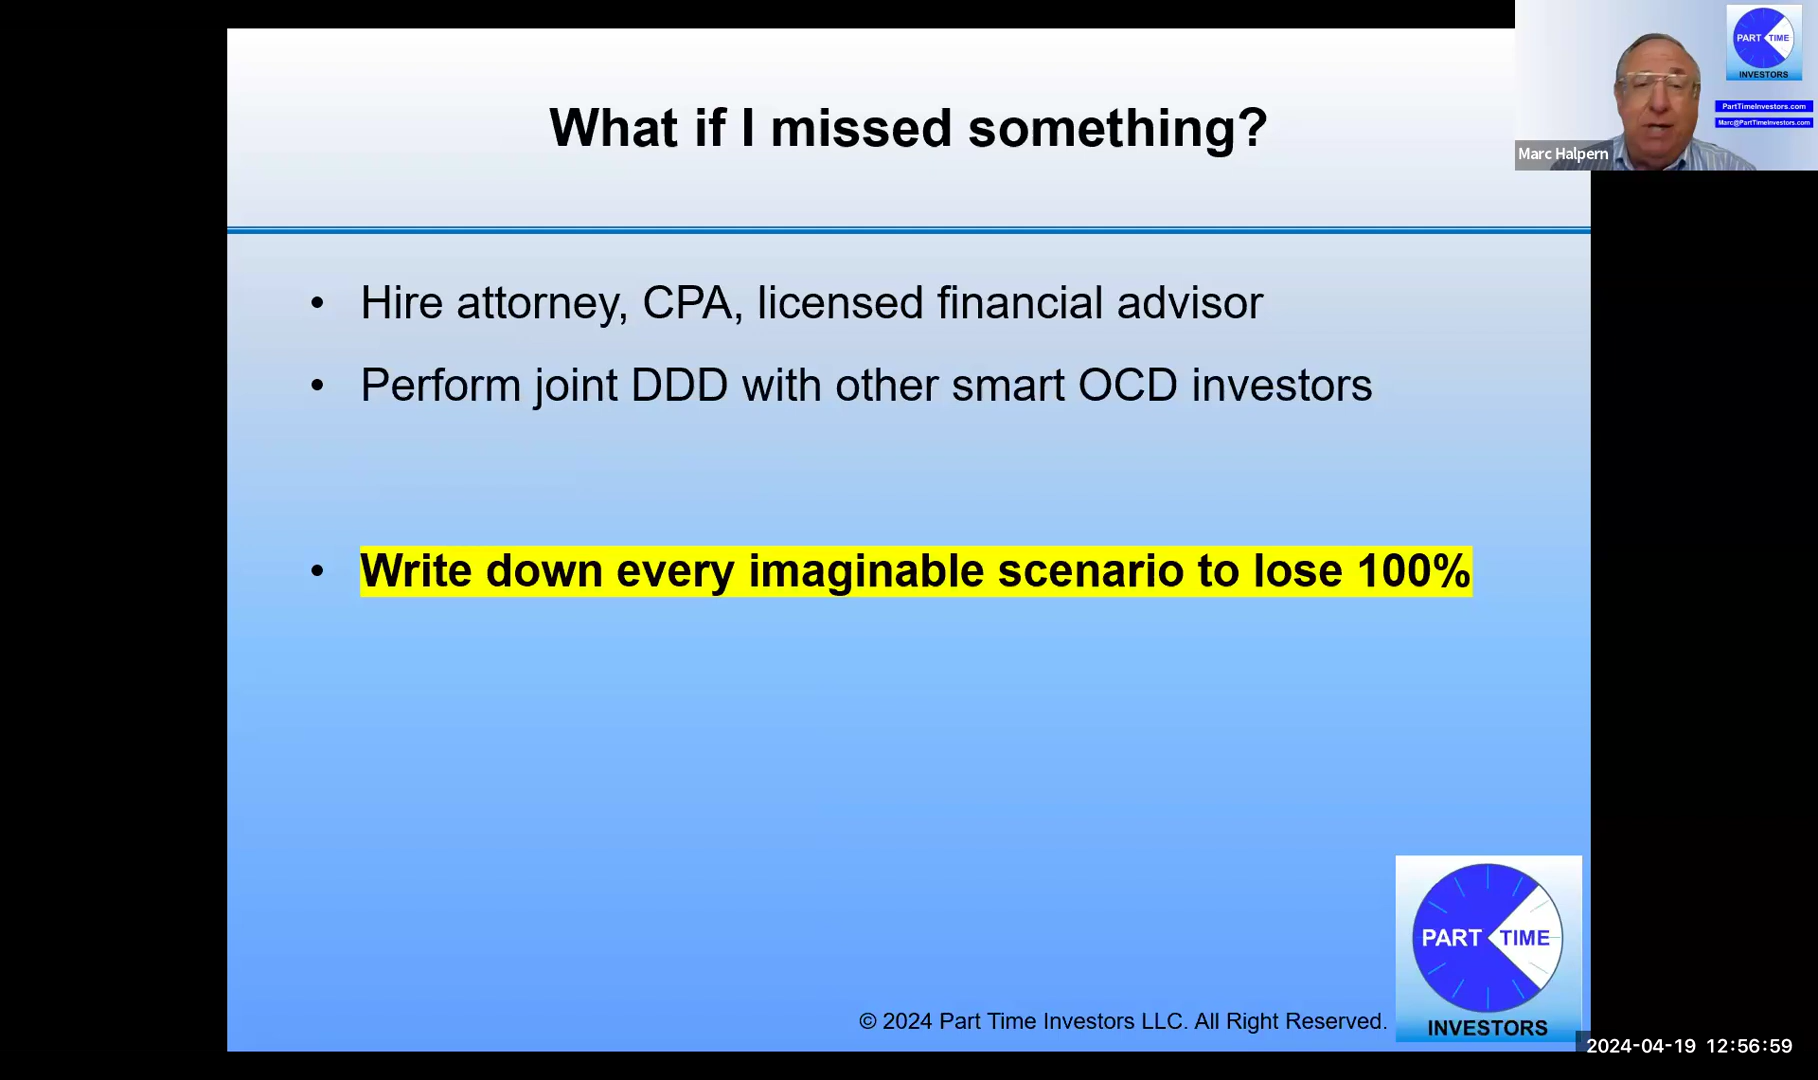 What if I missed something?
PART TIME
INVESTORS
PartTimeInvestors.com
Marc@PartTimeInvestors.com
Marc Halpern
• Hire attorney, CPA, licensed financial advisor
• Perform joint DDD with other smart OCD investors
• Write down every imaginable scenario to lose 100%
PART TIME
INVESTORS
© 2024 Part Time Investors LLC. All Right Reserved.
2024-04-19 12:56:59